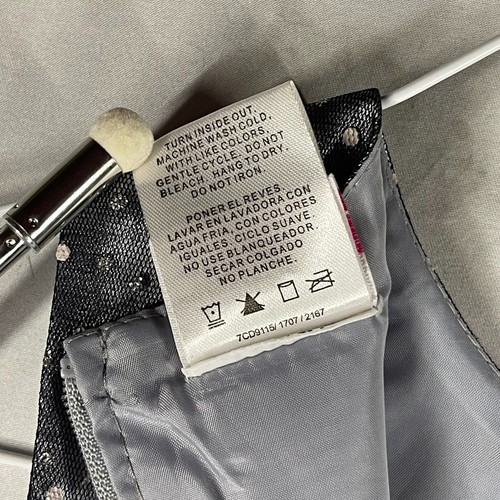 TURN INSIDE OUT.
MACHINE WASH COLD,
WITH LIKE COLORS,
GENTLE CYCLE. DO NOT
BLEACH. HANG TO DRY.
DO NOT IRON.
PONER EL REVES
LAVAR EN LAVADORA CON
AGUA FRIA, CON COLORES
IGUALES. CICLO SUAVE.
NO USE BLANQUEADOR.
SECAR COLGADO
NO PLANCHE.
7CD9115/ 1707 / 2167